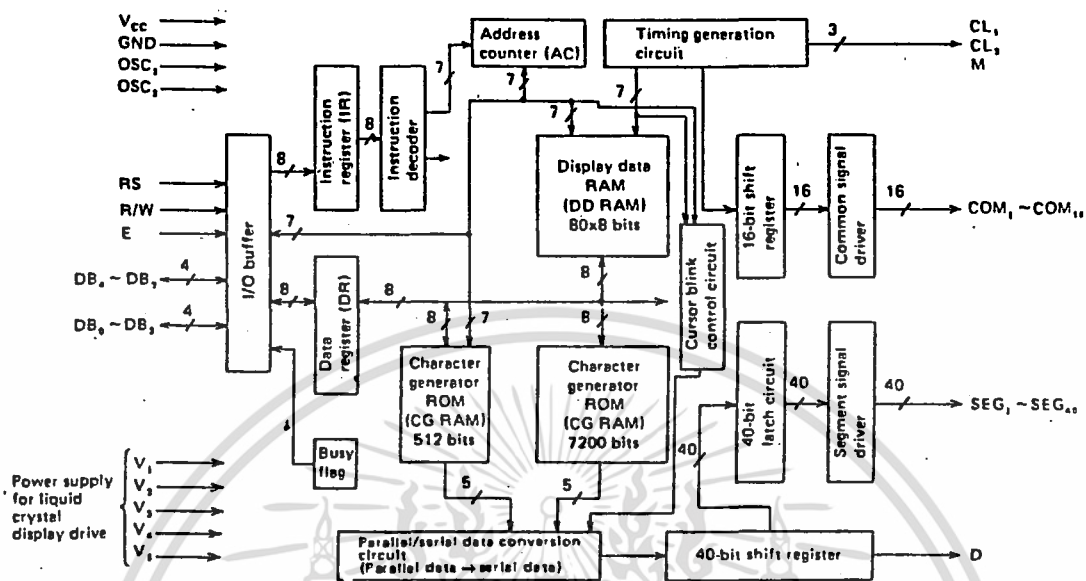 VCC
GND
OSC₁
OSC₂
RS
R/W
E
DB₄ ~ DB₇
4
DB₀ ~ DB₃
4
Power supply
for liquid
crystal
display drive
V₁
V₂
V₃
V₄
V₅
I/O buffer
8
7
8
Instruction
register (IR)
8
Instruction
decoder
7
Data
register (DR)
8
Busy
flag
Address
counter (AC)
7
7
Timing generation
circuit
7
3
CL₁
CL₂
M
Display data
RAM
(DD RAM)
80x8 bits
8
8
8
7
Character
generator
ROM
(CG RAM)
512 bits
5
Character
generator
ROM
(CG RAM)
7200 bits
5
Cursor blink
control circuit
16-bit shift
register
16
Common signal
driver
16
COM₁ ~ COM₁₆
40-bit
latch circuit
40
Segment signal
driver
40
SEG₁ ~ SEG₄₀
40
Parallel/serial data conversion
circuit
(Parallel data → serial data)
40-bit shift register
D